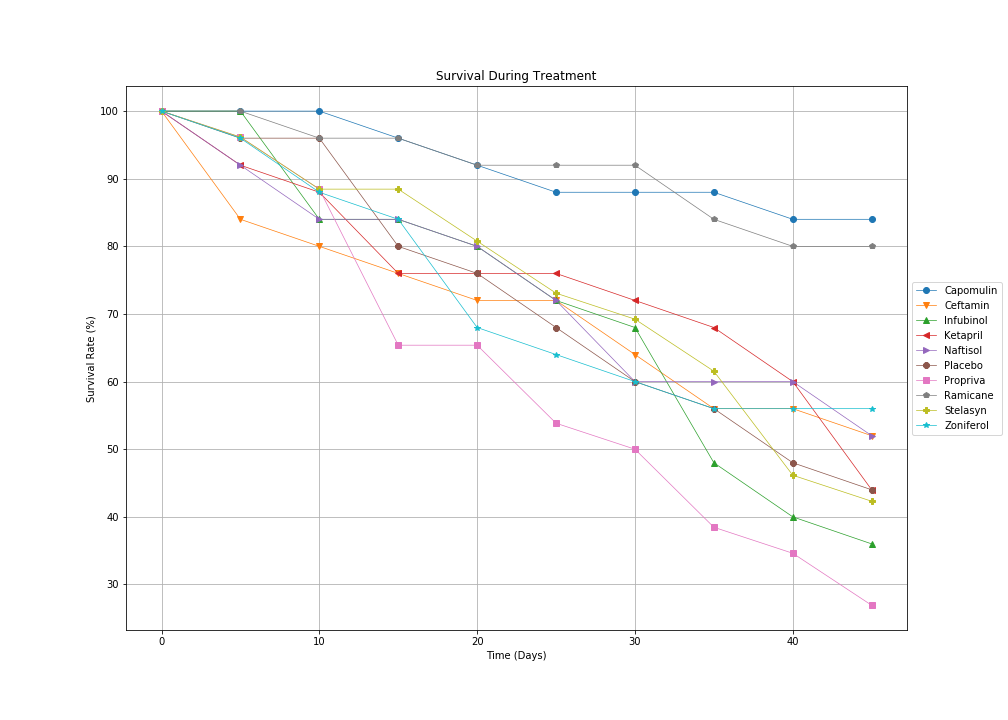 Survival During Treatment
Survival Rate (%)
100
90
80
70
60
50
40
30
0 10 20 30 40
Time (Days)
Capomulin
Ceftamin
Infubinol
Ketapril
Naftisol
Placebo
Propriva
Ramicane
Stelasyn
Zoniferol